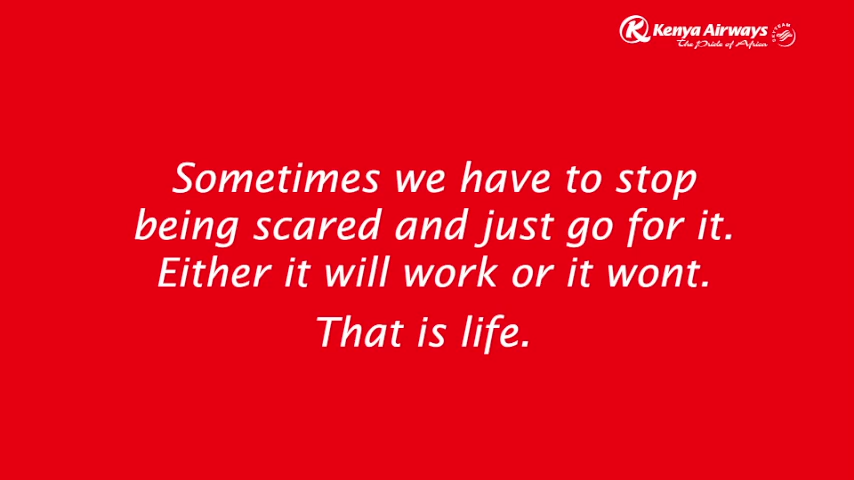 Kenya Airways
The Pride of Africa
SKYTEAM
Sometimes we have to stop
being scared and just go for it.
Either it will work or it wont.
That is life.